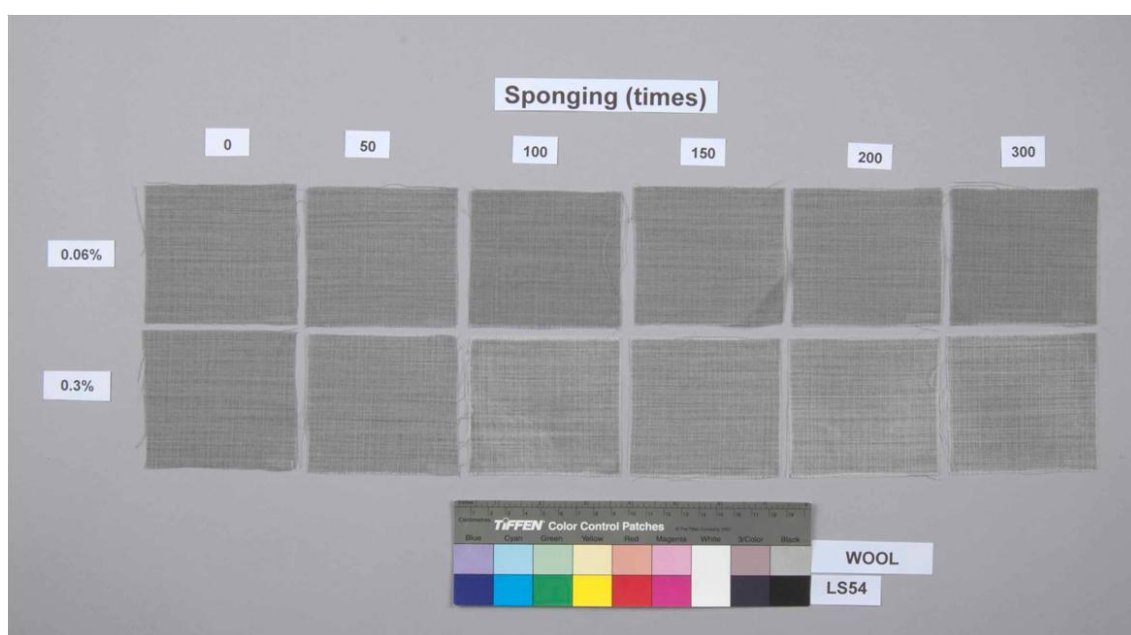 Sponging (times)
0 50 100 150 200 300
0.06%
0.3%
Centimetres
TIFFEN Color Control Patches
Blue Cyan Green Yellow Red Magenta White 3/Color Black
WOOL
LS54